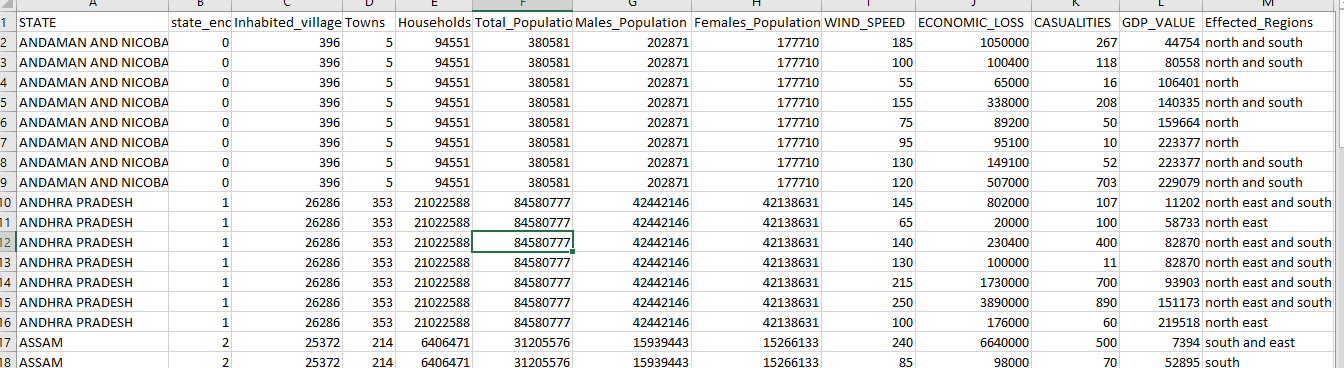 A B C D E F G H I J K L M
1 STATE state_enc Inhabited_village Towns Households Total_Populatio Males_Population Females_Population WIND_SPEED ECONOMIC_LOSS CASUALITIES GDP_VALUE Effected_Regions
2 ANDAMAN AND NICOBA 0 396 5 94551 380581 202871 177710 185 1050000 267 44754 north and south
3 ANDAMAN AND NICOBA 0 396 5 94551 380581 202871 177710 100 100400 118 80558 north and south
4 ANDAMAN AND NICOBA 0 396 5 94551 380581 202871 177710 55 65000 16 106401 north
5 ANDAMAN AND NICOBA 0 396 5 94551 380581 202871 177710 155 338000 208 140335 north and south
6 ANDAMAN AND NICOBA 0 396 5 94551 380581 202871 177710 75 89200 50 159664 north
7 ANDAMAN AND NICOBA 0 396 5 94551 380581 202871 177710 95 95100 10 223377 north
8 ANDAMAN AND NICOBA 0 396 5 94551 380581 202871 177710 130 149100 52 223377 north and south
9 ANDAMAN AND NICOBA 0 396 5 94551 380581 202871 177710 120 507000 703 229079 north and south
10 ANDHRA PRADESH 1 26286 353 21022588 84580777 42442146 42138631 145 802000 107 11202 north east and south
11 ANDHRA PRADESH 1 26286 353 21022588 84580777 42442146 42138631 65 20000 100 58733 north east
12 ANDHRA PRADESH 1 26286 353 21022588 84580777 42442146 42138631 140 230400 400 82870 north east and south
13 ANDHRA PRADESH 1 26286 353 21022588 84580777 42442146 42138631 130 100000 11 82870 north east and south
14 ANDHRA PRADESH 1 26286 353 21022588 84580777 42442146 42138631 215 1730000 700 93903 north east and south
15 ANDHRA PRADESH 1 26286 353 21022588 84580777 42442146 42138631 250 3890000 890 151173 north east and south
16 ANDHRA PRADESH 1 26286 353 21022588 84580777 42442146 42138631 100 176000 60 219518 north east
17 ASSAM 2 25372 214 6406471 31205576 15939443 15266133 240 6640000 500 7394 south and east
18 ASSAM 2 25372 214 6406471 31205576 15939443 15266133 85 98000 70 52895 south